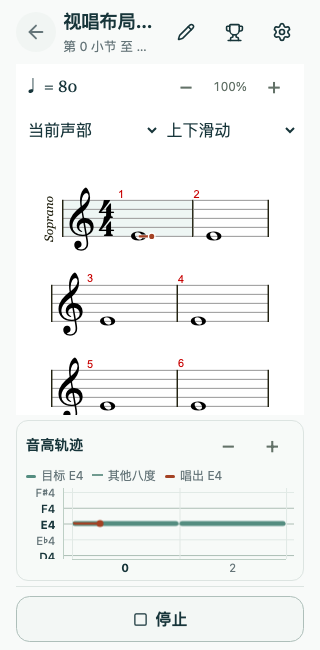 视唱布局...
第 0 小节 至 ...
♩ = 80
− 100% +
当前声部 上下滑动
1 2
Soprano
4
4
3 4
5 6
音高轨迹 − +
目标 E4 其他八度 唱出 E4
F#4
F4
E4
E♭4
D4
0 2
停止